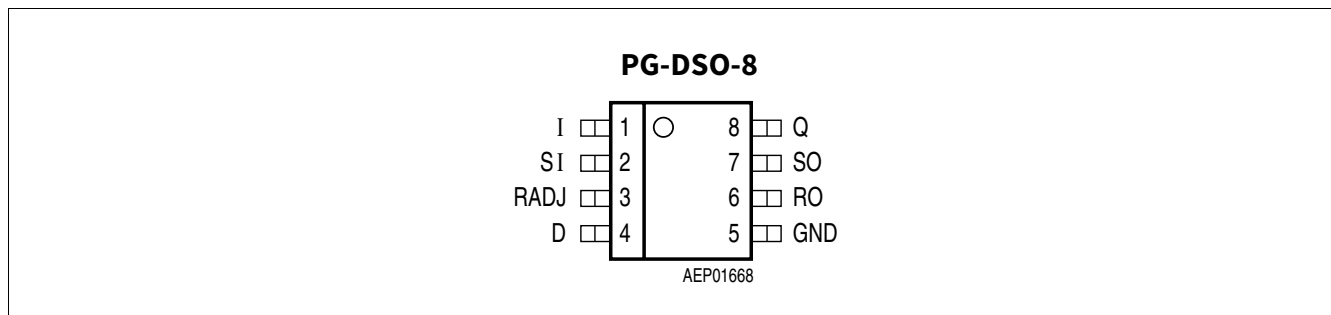 PG-DSO-8
I 1 8 Q
SI 2 7 SO
RADJ 3 6 RO
D 4 5 GND
AEP01668